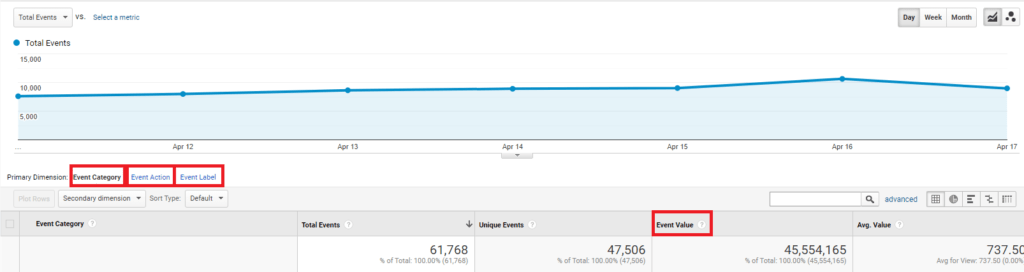 Total Events vs. Select a metric Day Week Month
Total Events
15,000
10,000
5,000
... Apr 12 Apr 13 Apr 14 Apr 15 Apr 16 Apr 17
Primary Dimension: Event Category Event Action Event Label
Plot Rows Secondary dimension Sort Type: Default advanced
Event Category ? Total Events ? Unique Events ? Event Value ? Avg. Value ?
61,768 47,506 45,554,165 737.50
% of Total: 100.00% (61,768) % of Total: 100.00% (47,506) % of Total: 100.00% (45,554,165) Avg for View: 737.50 (0.00%